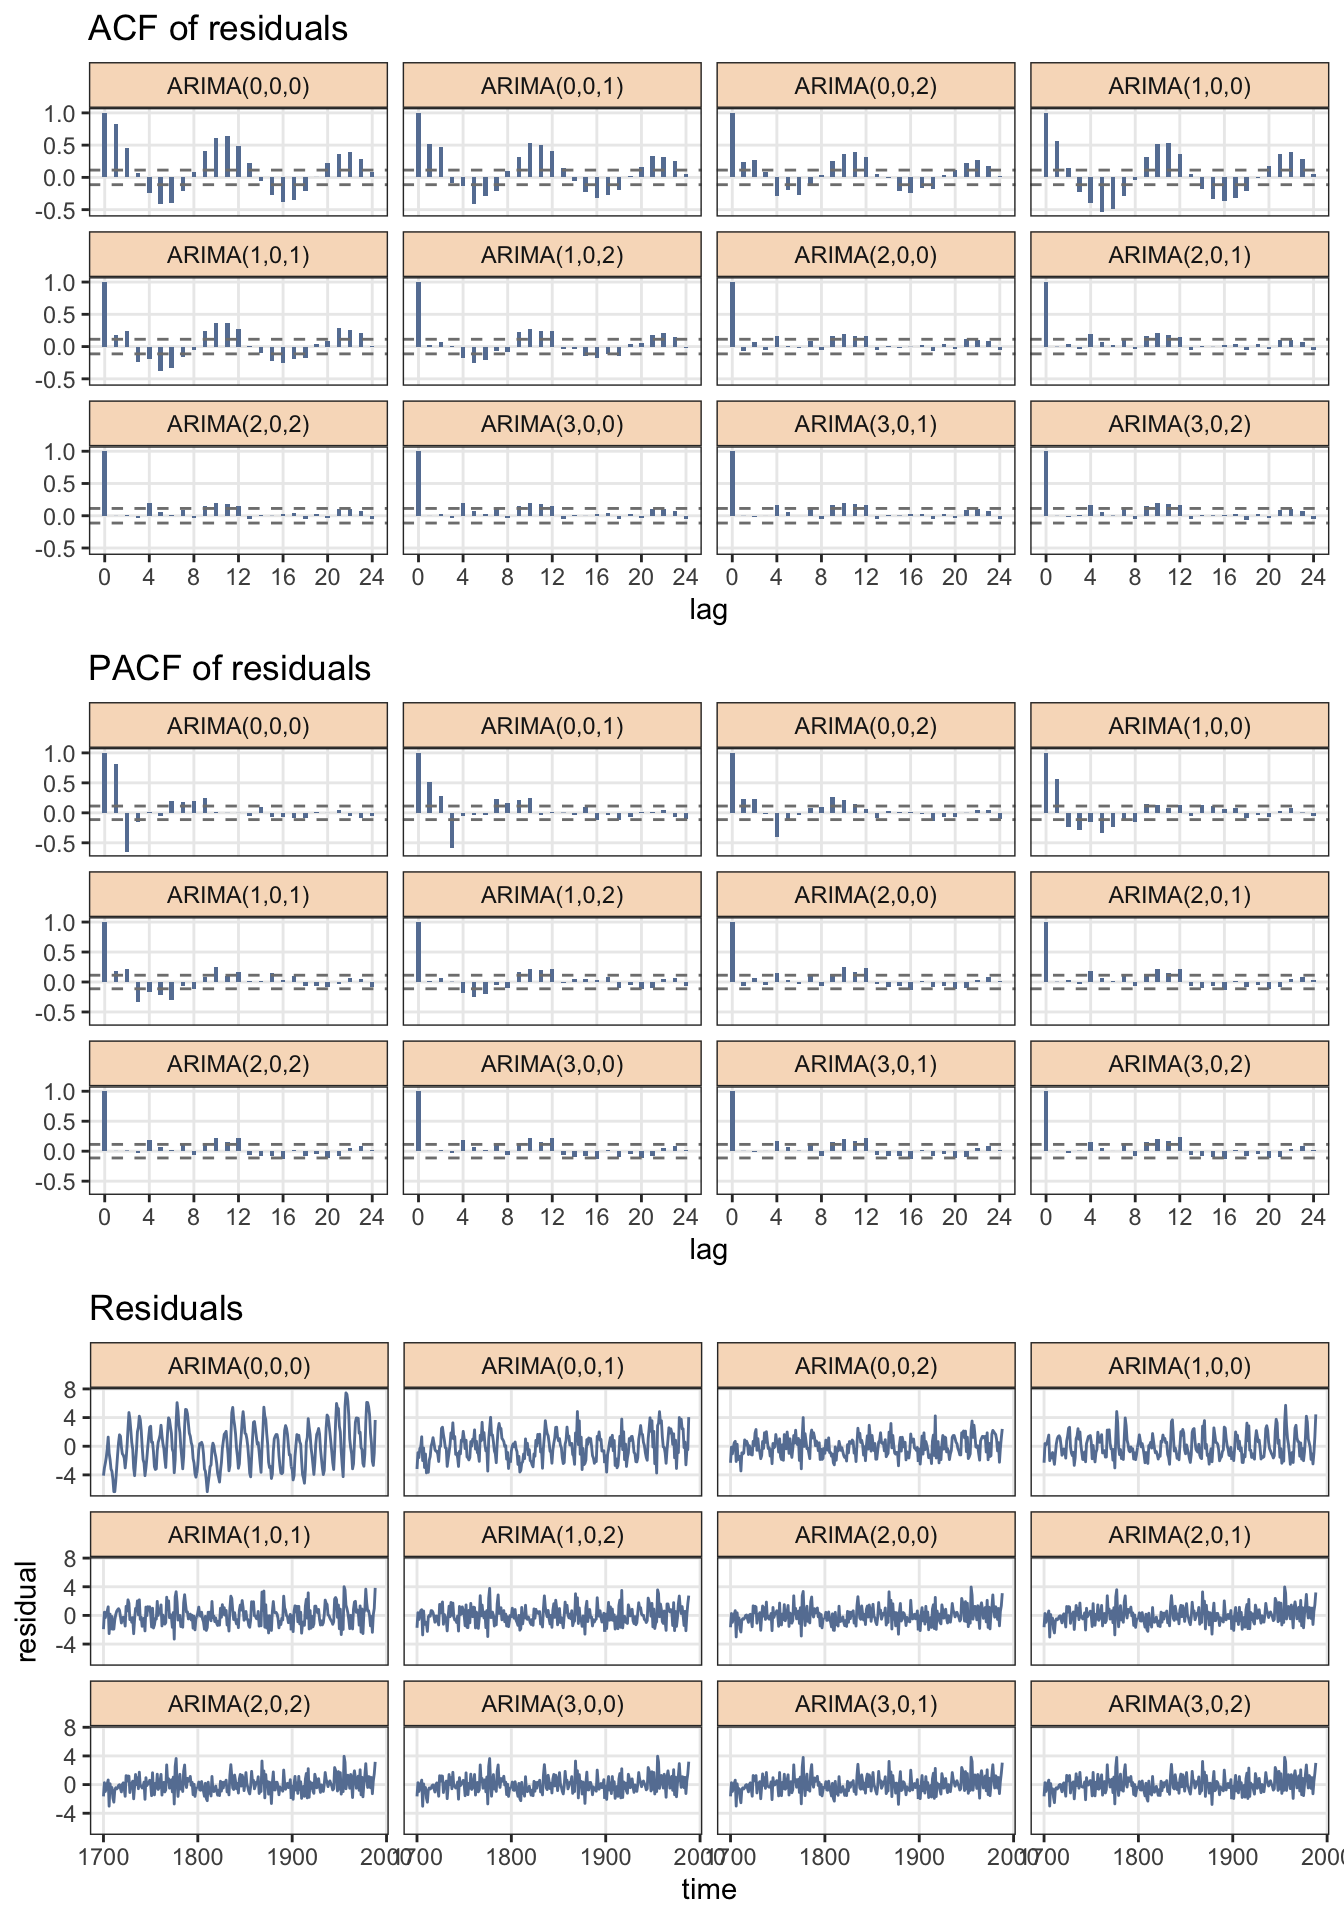 ACF of residuals
ARIMA(0,0,0) ARIMA(0,0,1) ARIMA(0,0,2) ARIMA(1,0,0)
1.0
0.5
0.0
-0.5
ARIMA(1,0,1) ARIMA(1,0,2) ARIMA(2,0,0) ARIMA(2,0,1)
1.0
0.5
0.0
-0.5
ARIMA(2,0,2) ARIMA(3,0,0) ARIMA(3,0,1) ARIMA(3,0,2)
1.0
0.5
0.0
-0.5
0 4 8 12 16 20 24 0 4 8 12 16 20 24 0 4 8 12 16 20 24 0 4 8 12 16 20 24
lag
PACF of residuals
ARIMA(0,0,0) ARIMA(0,0,1) ARIMA(0,0,2) ARIMA(1,0,0)
1.0
0.5
0.0
-0.5
ARIMA(1,0,1) ARIMA(1,0,2) ARIMA(2,0,0) ARIMA(2,0,1)
1.0
0.5
0.0
-0.5
ARIMA(2,0,2) ARIMA(3,0,0) ARIMA(3,0,1) ARIMA(3,0,2)
1.0
0.5
0.0
-0.5
0 4 8 12 16 20 24 0 4 8 12 16 20 24 0 4 8 12 16 20 24 0 4 8 12 16 20 24
lag
Residuals
ARIMA(0,0,0) ARIMA(0,0,1) ARIMA(0,0,2) ARIMA(1,0,0)
8
4
0
-4
ARIMA(1,0,1) ARIMA(1,0,2) ARIMA(2,0,0) ARIMA(2,0,1)
8
4
0
-4
residual
ARIMA(2,0,2) ARIMA(3,0,0) ARIMA(3,0,1) ARIMA(3,0,2)
8
4
0
-4
1700 1800 1900 2000 1700 1800 1900 2000 1700 1800 1900 2000 1700 1800 1900 2000
time